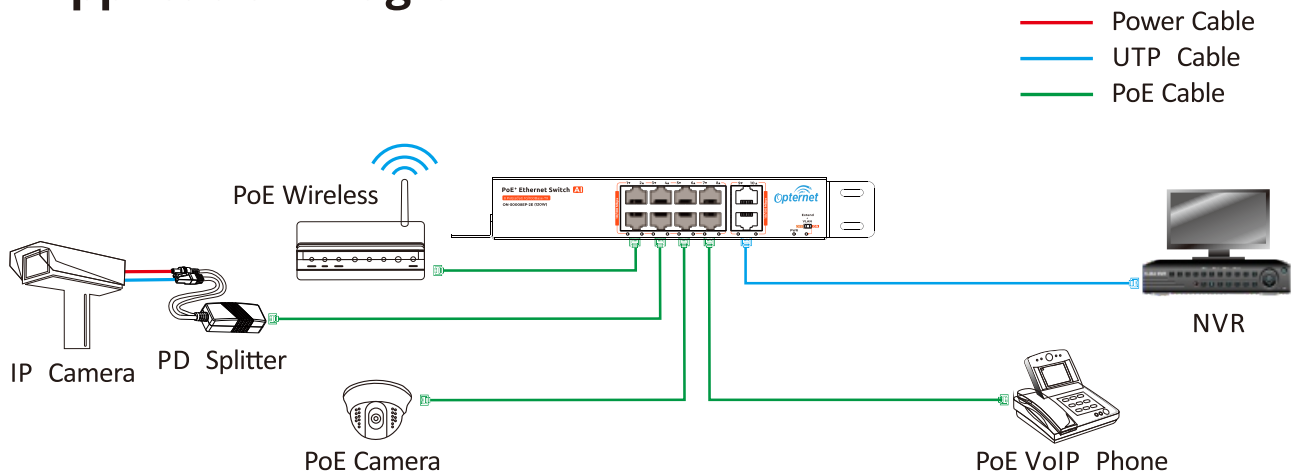 Power Cable
UTP Cable
PoE Cable
PoE Wireless
PoE⁺ Ethernet Switch AI
Opternet
VLAN
IP Camera
PD Splitter
NVR
PoE Camera
PoE VoIP Phone